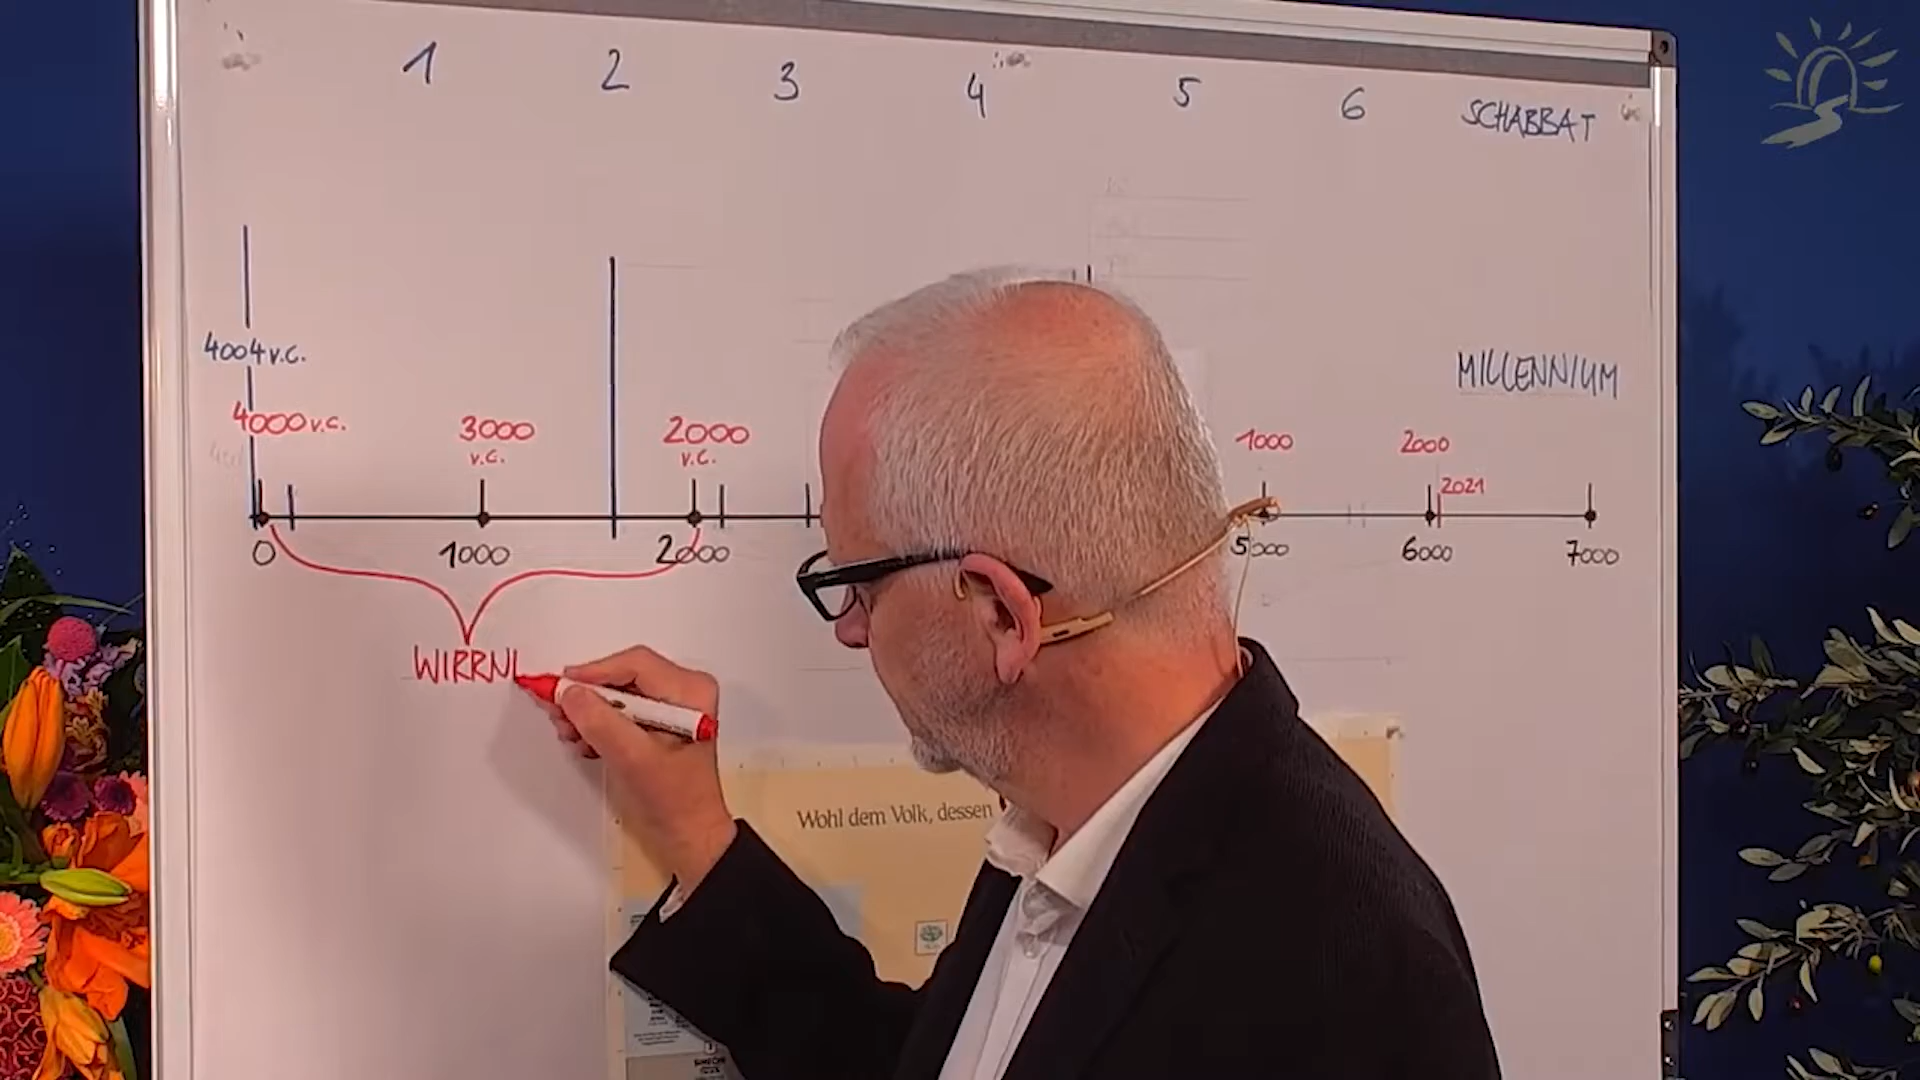 1 2 3 4 5 6 SCHABBAT
4004 v.C.
MILLENNIUM
4000 v.C. 3000 v.C. 2000 v.C. 1000 2000
2021
0 1000 2000 5000 6000 7000
WIRRNI
Wohl dem Volk, dessen